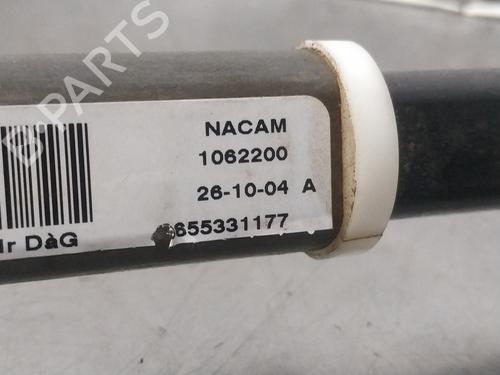 NACAM
1062200
26-10-04 A
655331177
DàG
B-PARTS